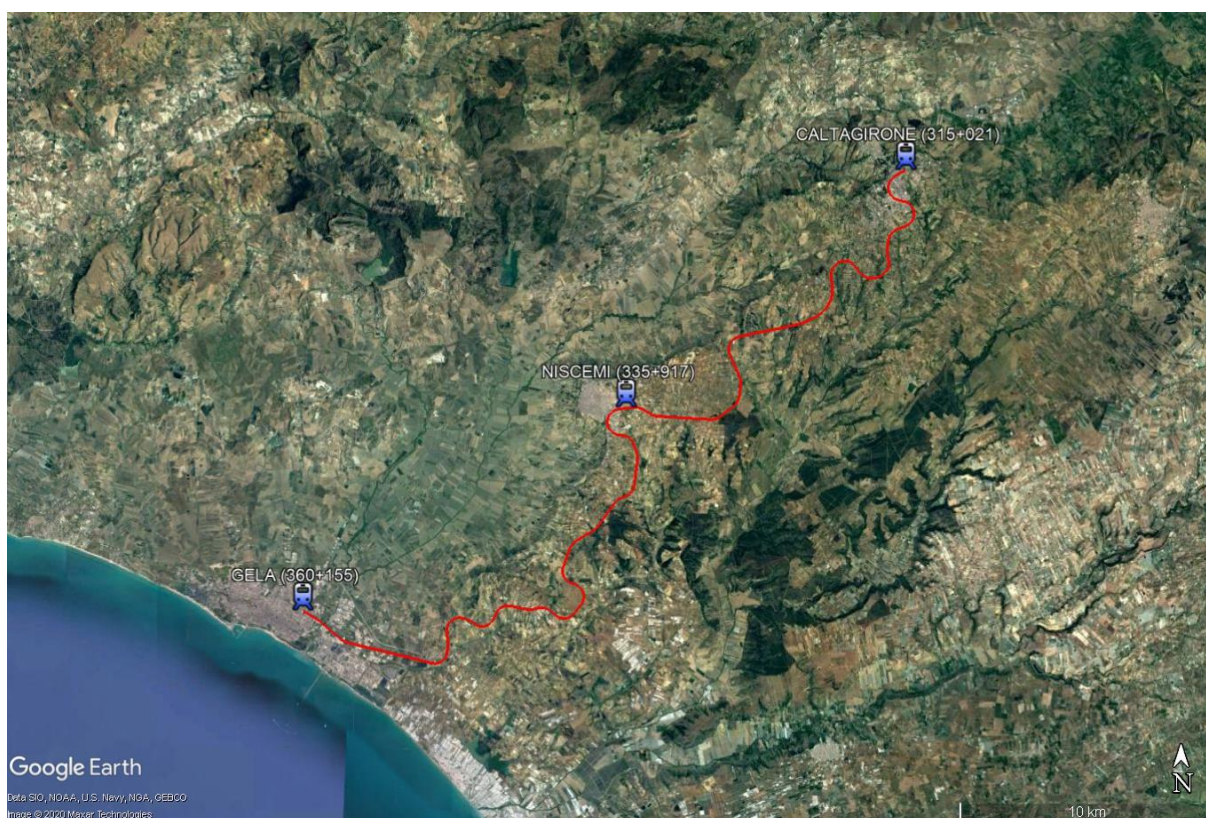 CALTAGIRONE (315+021)
NISCEMI (335+917)
GELA (360+155)
Google Earth
Data SIO, NOAA, U.S. Navy, NGA, GEBCO
Image © 2020 Maxar Technologies
10 km
N